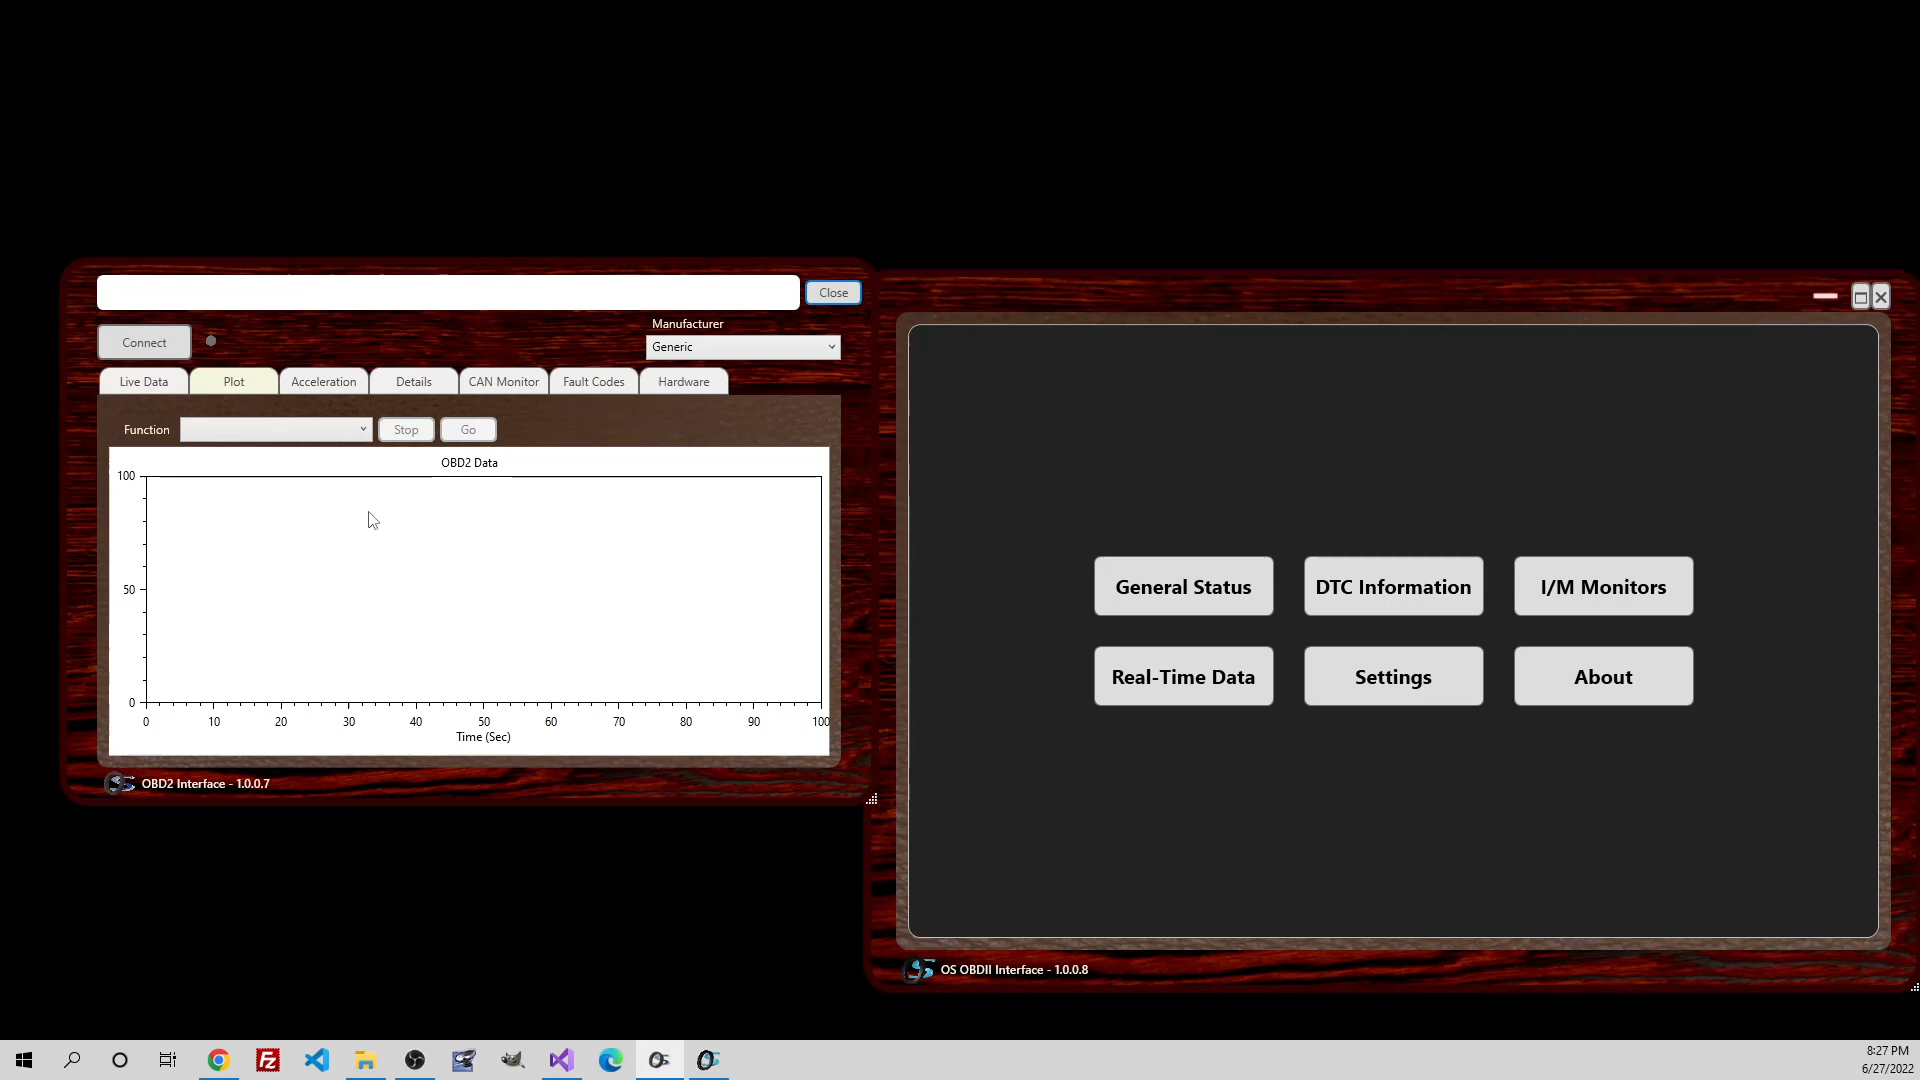 Close
Connect
Manufacturer
Generic
Live Data
Plot
Acceleration
Details
CAN Monitor
Fault Codes
Hardware
Function
Stop
Go
OBD2 Data
100
50
0
0 10 20 30 40 50 60 70 80 90 100
Time (Sec)
OBD2 Interface - 1.0.0.7
General Status
DTC Information
I/M Monitors
Real-Time Data
Settings
About
OS OBDII Interface - 1.0.0.8
8:27 PM
6/27/2022